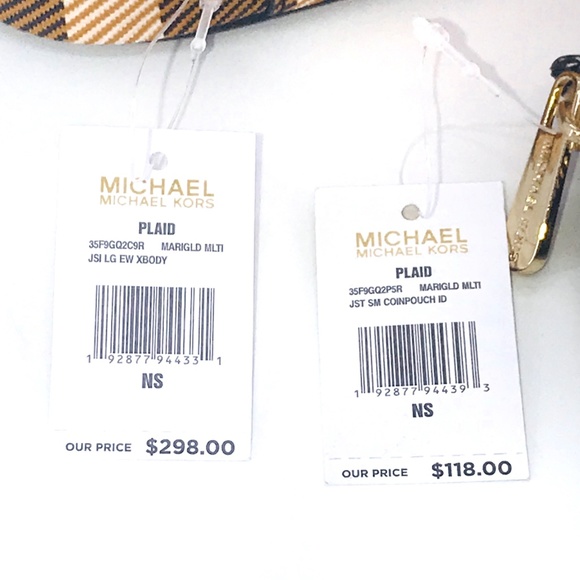 MICHAEL
MICHAEL KORS
PLAID
35F9GQ2C9R MARIGLD MLTI
JSI LG EW XBODY
1 92877 94433 1
NS
OUR PRICE $298.00
MICHAEL
MICHAEL KORS
PLAID
35F9GQ2P5R MARIGLD MLTI
JST SM COINPOUCH ID
1 92877 94439 3
NS
OUR PRICE $118.00